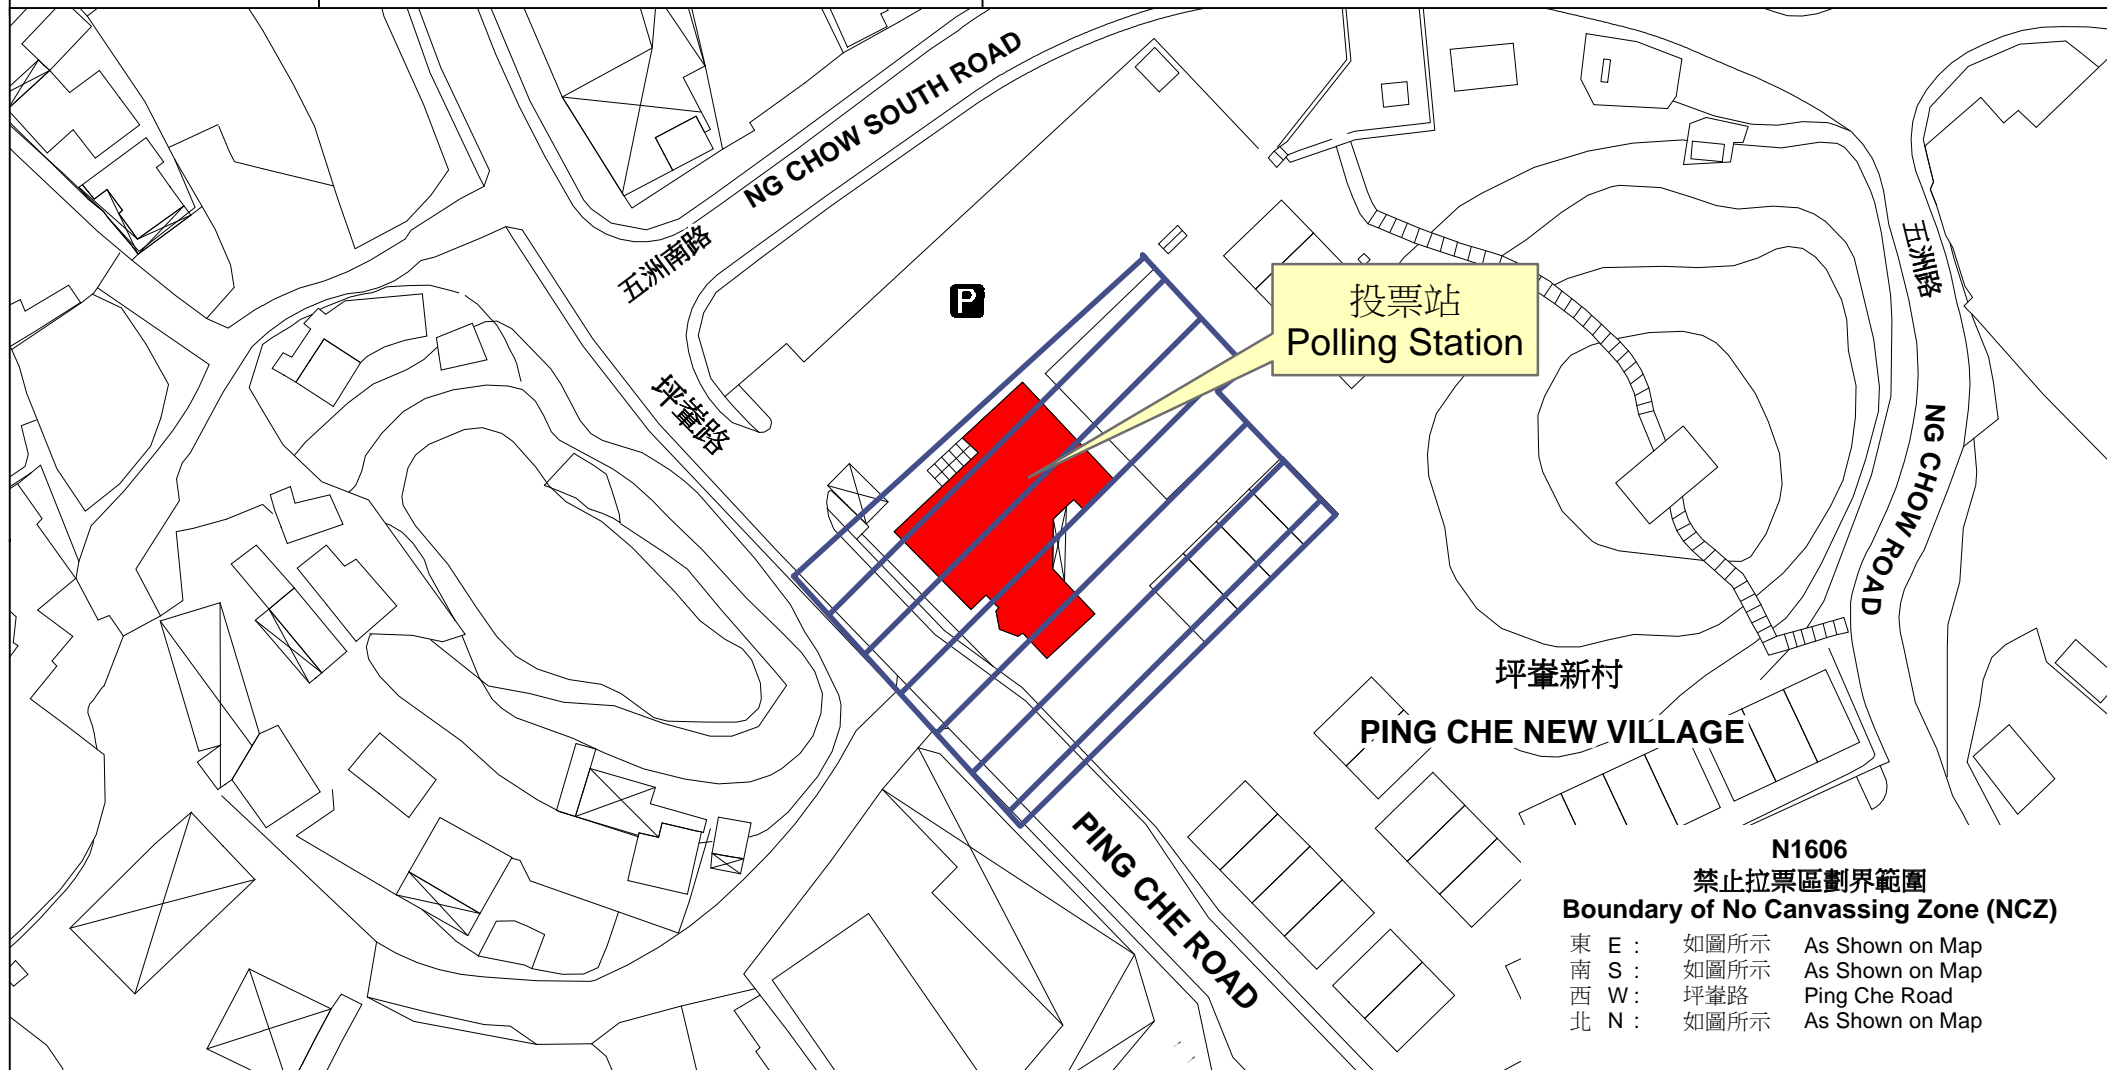 NG CHOW SOUTH ROAD
五洲南路
五洲路
P
投票站
Polling Station
坪輋路
NG CHOW ROAD
坪輋新村
PING CHE NEW VILLAGE
PING CHE ROAD
N1606
禁止拉票區劃界範圍
Boundary of No Canvassing Zone (NCZ)
東 E : 如圖所示 As Shown on Map
南 S : 如圖所示 As Shown on Map
西 W : 坪輋路 Ping Che Road
北 N : 如圖所示 As Shown on Map